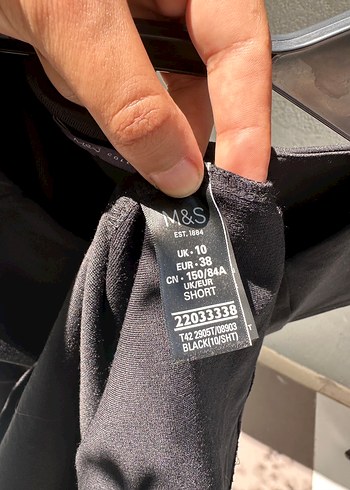 M&S
EST. 1884
UK • 10
EUR • 38
CN • 150/84A
UK/EUR
SHORT
22033338
T42 2905T/08903
BLACK(10/SHT)